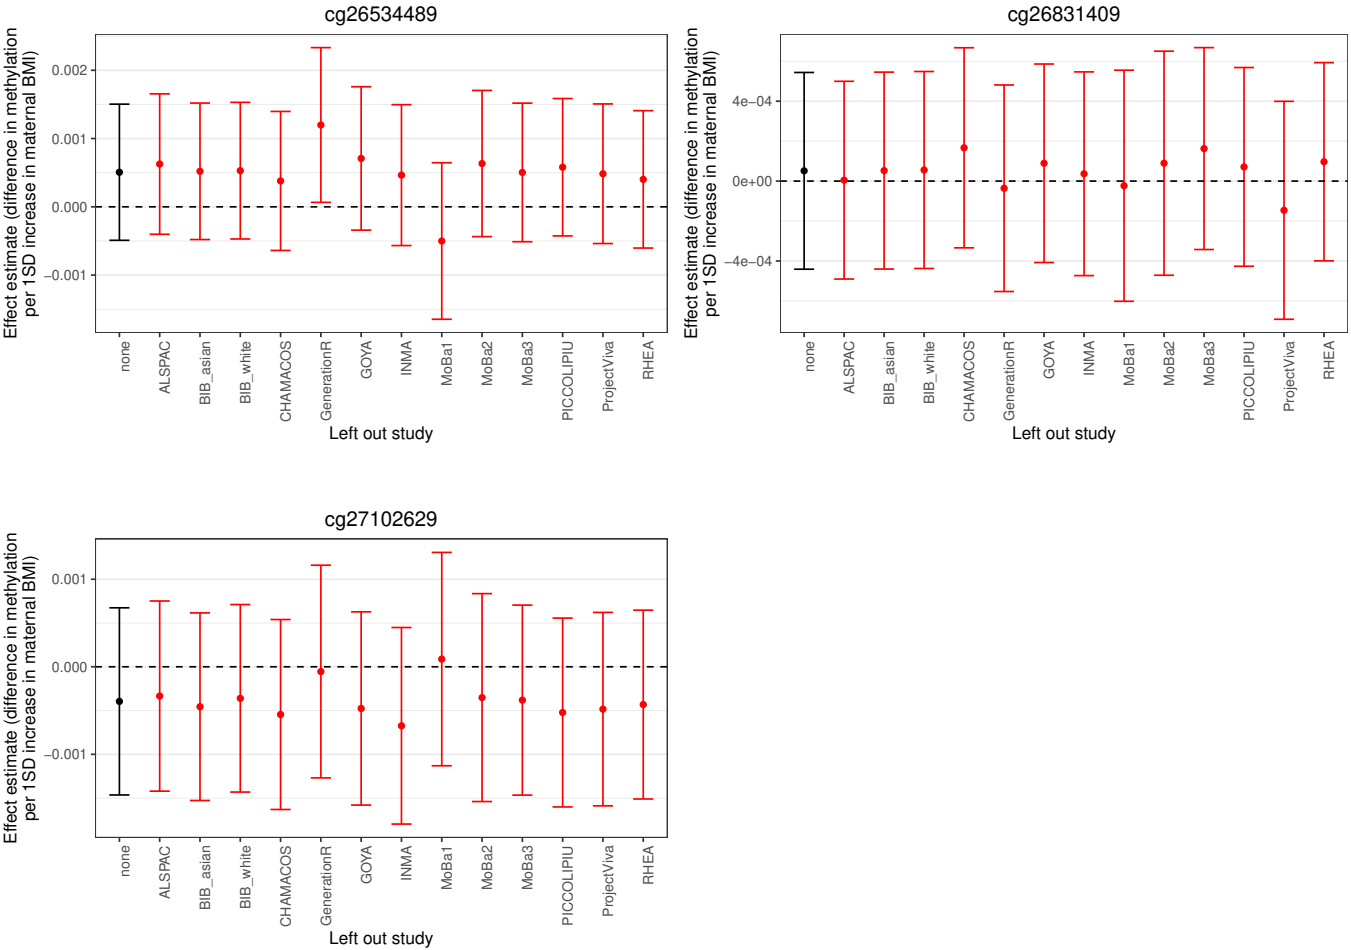 cg26534489
Effect estimate (difference in methylation
per 1SD increase in maternal BMI)
0.002
0.001
0.000
−0.001
none
ALSPAC
BIB_asian
BIB_white
CHAMACOS
GenerationR
GOYA
INMA
MoBa1
MoBa2
MoBa3
PICCOLIPIU
ProjectViva
RHEA
Left out study
cg26831409
Effect estimate (difference in methylation
per 1SD increase in maternal BMI)
4e−04
0e+00
−4e−04
none
ALSPAC
BIB_asian
BIB_white
CHAMACOS
GenerationR
GOYA
INMA
MoBa1
MoBa2
MoBa3
PICCOLIPIU
ProjectViva
RHEA
Left out study
cg27102629
Effect estimate (difference in methylation
per 1SD increase in maternal BMI)
0.001
0.000
−0.001
none
ALSPAC
BIB_asian
BIB_white
CHAMACOS
GenerationR
GOYA
INMA
MoBa1
MoBa2
MoBa3
PICCOLIPIU
ProjectViva
RHEA
Left out study